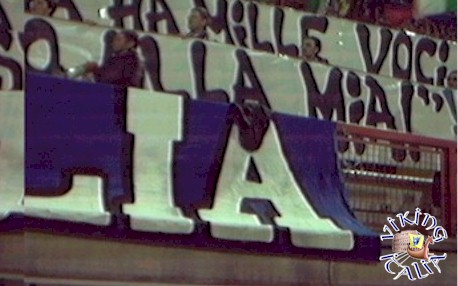 HA MILLE VOCI
LA MIA!"
LIA
VIKING
ITALIA